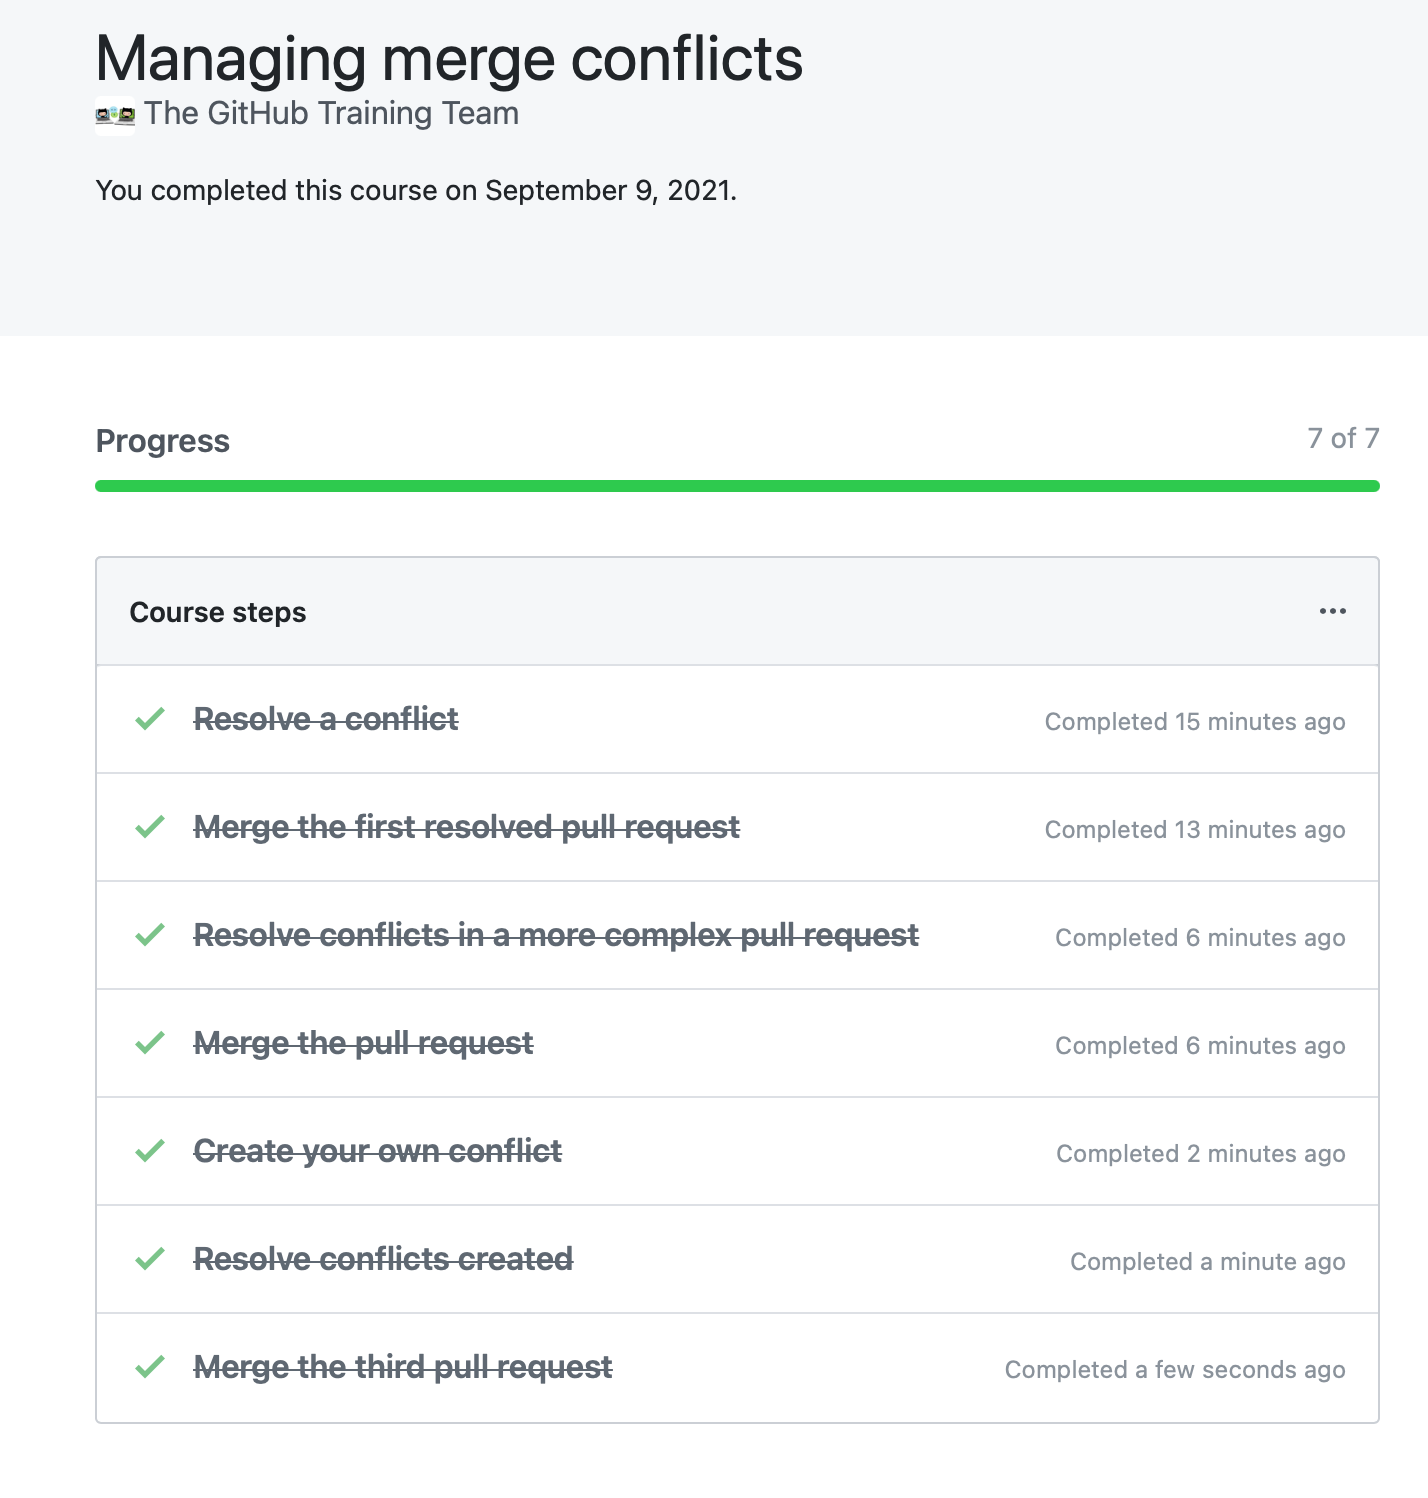 Managing merge conflicts
The GitHub Training Team
You completed this course on September 9, 2021.
Progress
7 of 7
Course steps
Resolve a conflict
Completed 15 minutes ago
Merge the first resolved pull request
Completed 13 minutes ago
Resolve conflicts in a more complex pull request
Completed 6 minutes ago
Merge the pull request
Completed 6 minutes ago
Create your own conflict
Completed 2 minutes ago
Resolve conflicts created
Completed a minute ago
Merge the third pull request
Completed a few seconds ago